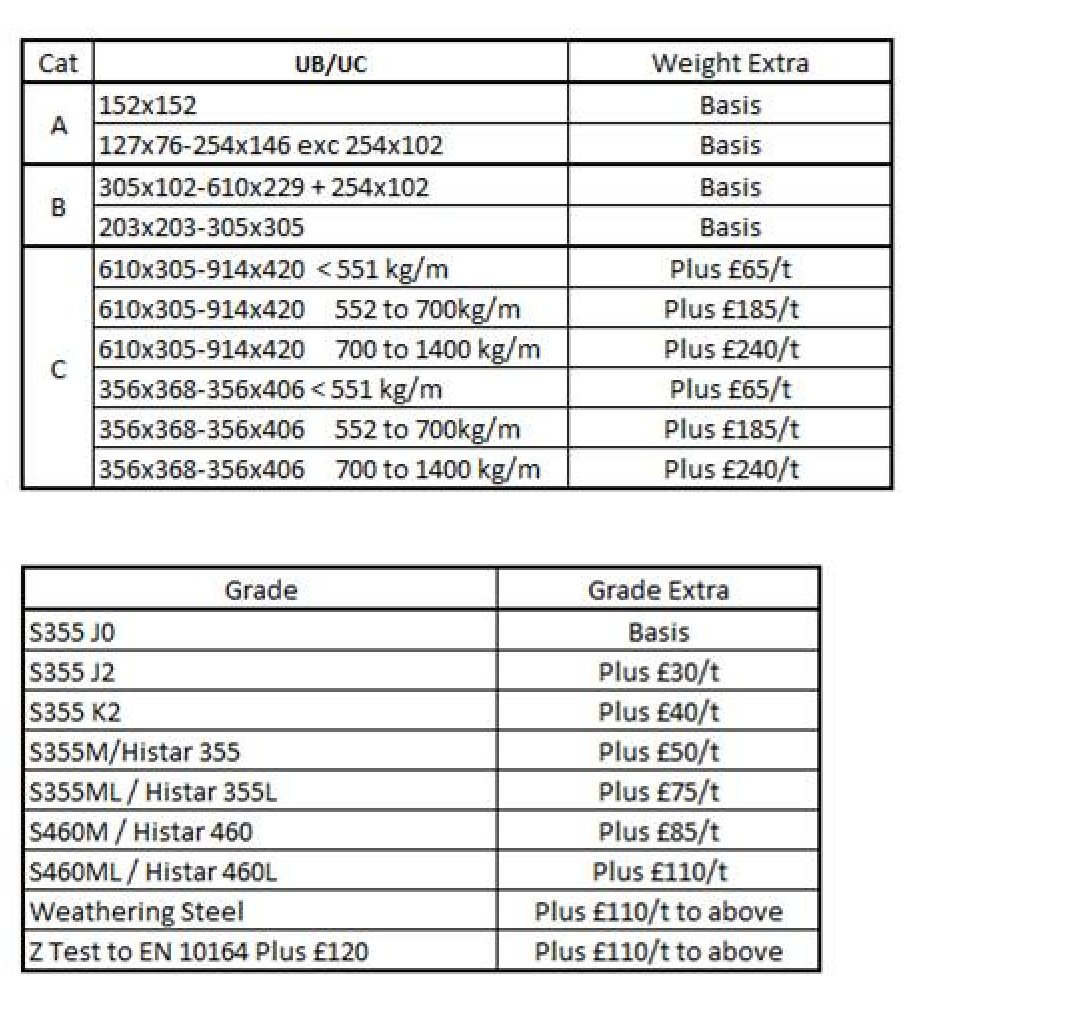 Cat UB/UC Weight Extra
A
152x152 Basis
127x76-254x146 exc 254x102 Basis
B
305x102-610x229 + 254x102 Basis
203x203-305x305 Basis
C
610x305-914x420 < 551 kg/m Plus £65/t
610x305-914x420 552 to 700kg/m Plus £185/t
610x305-914x420 700 to 1400 kg/m Plus £240/t
356x368-356x406 < 551 kg/m Plus £65/t
356x368-356x406 552 to 700kg/m Plus £185/t
356x368-356x406 700 to 1400 kg/m Plus £240/t
Grade Grade Extra
S355 J0 Basis
S355 J2 Plus £30/t
S355 K2 Plus £40/t
S355M/Histar 355 Plus £50/t
S355ML / Histar 355L Plus £75/t
S460M / Histar 460 Plus £85/t
S460ML / Histar 460L Plus £110/t
Weathering Steel Plus £110/t to above
Z Test to EN 10164 Plus £120 Plus £110/t to above